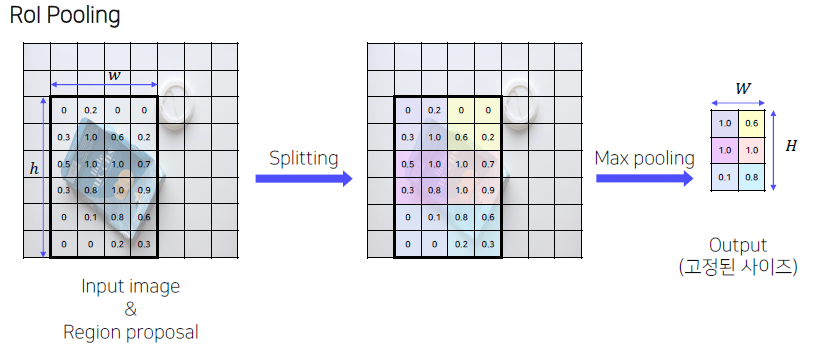 RoI Pooling
w
h
0 0.2 0 0
0.3 1.0 0.6 0.2
0.5 1.0 1.0 0.7
0.3 0.8 1.0 0.9
0 0.1 0.8 0.6
0 0 0.2 0.3
Input image
&
Region proposal
Splitting
0 0.2 0 0
0.3 1.0 0.6 0.2
0.5 1.0 1.0 0.7
0.3 0.8 1.0 0.9
0 0.1 0.8 0.6
0 0 0.2 0.3
Max pooling
W
H
1.0 0.6
1.0 1.0
0.1 0.8
Output
(고정된 사이즈)